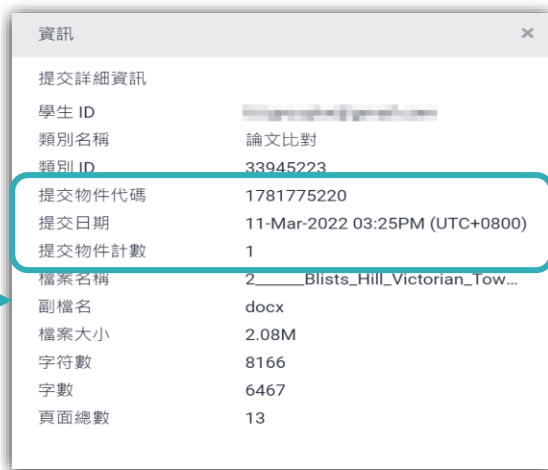 資訊 ×
提交詳細資訊
學生 ID
類別名稱 論文比對
類別 ID 33945223
提交物件代碼 1781775220
提交日期 11-Mar-2022 03:25PM (UTC+0800)
提交物件計數 1
檔案名稱 2______Blists_Hill_Victorian_Tow...
副檔名 docx
檔案大小 2.08M
字符數 8166
字數 6467
頁面總數 13